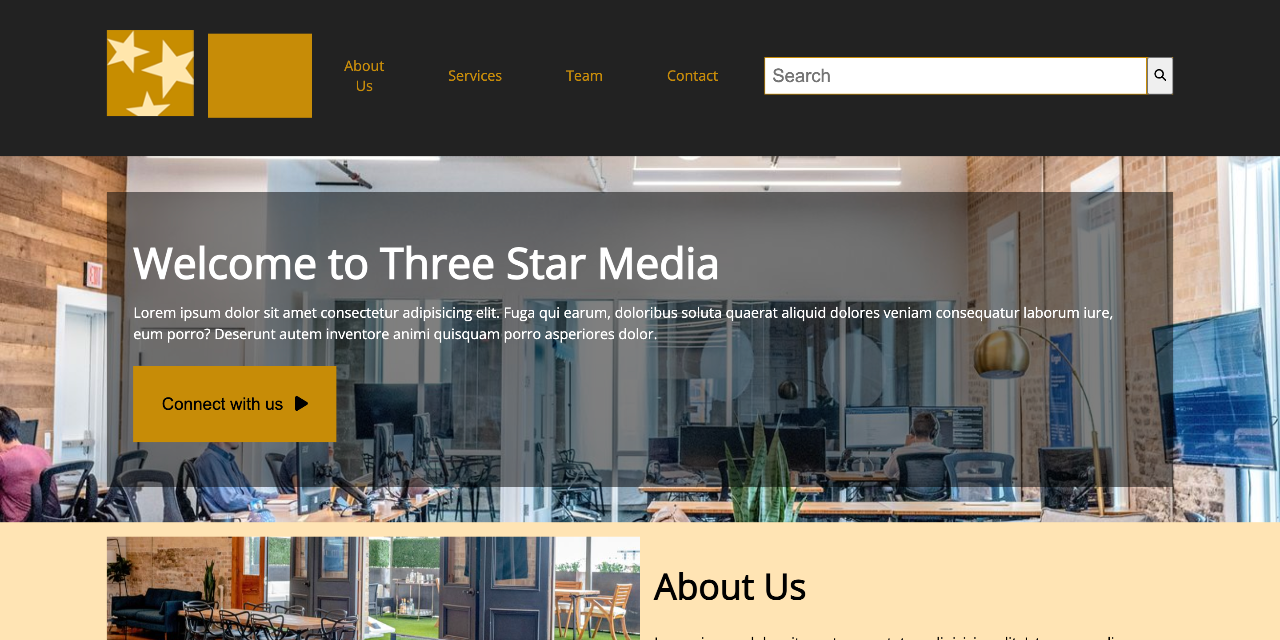 About
Us
Services
Team
Contact
Search
Welcome to Three Star Media
Lorem ipsum dolor sit amet consectetur adipisicing elit. Fuga qui earum, doloribus soluta quaerat aliquid dolores veniam consequatur laborum iure,
eum porro? Deserunt autem inventore animi quisquam porro asperiores dolor.
Connect with us
About Us